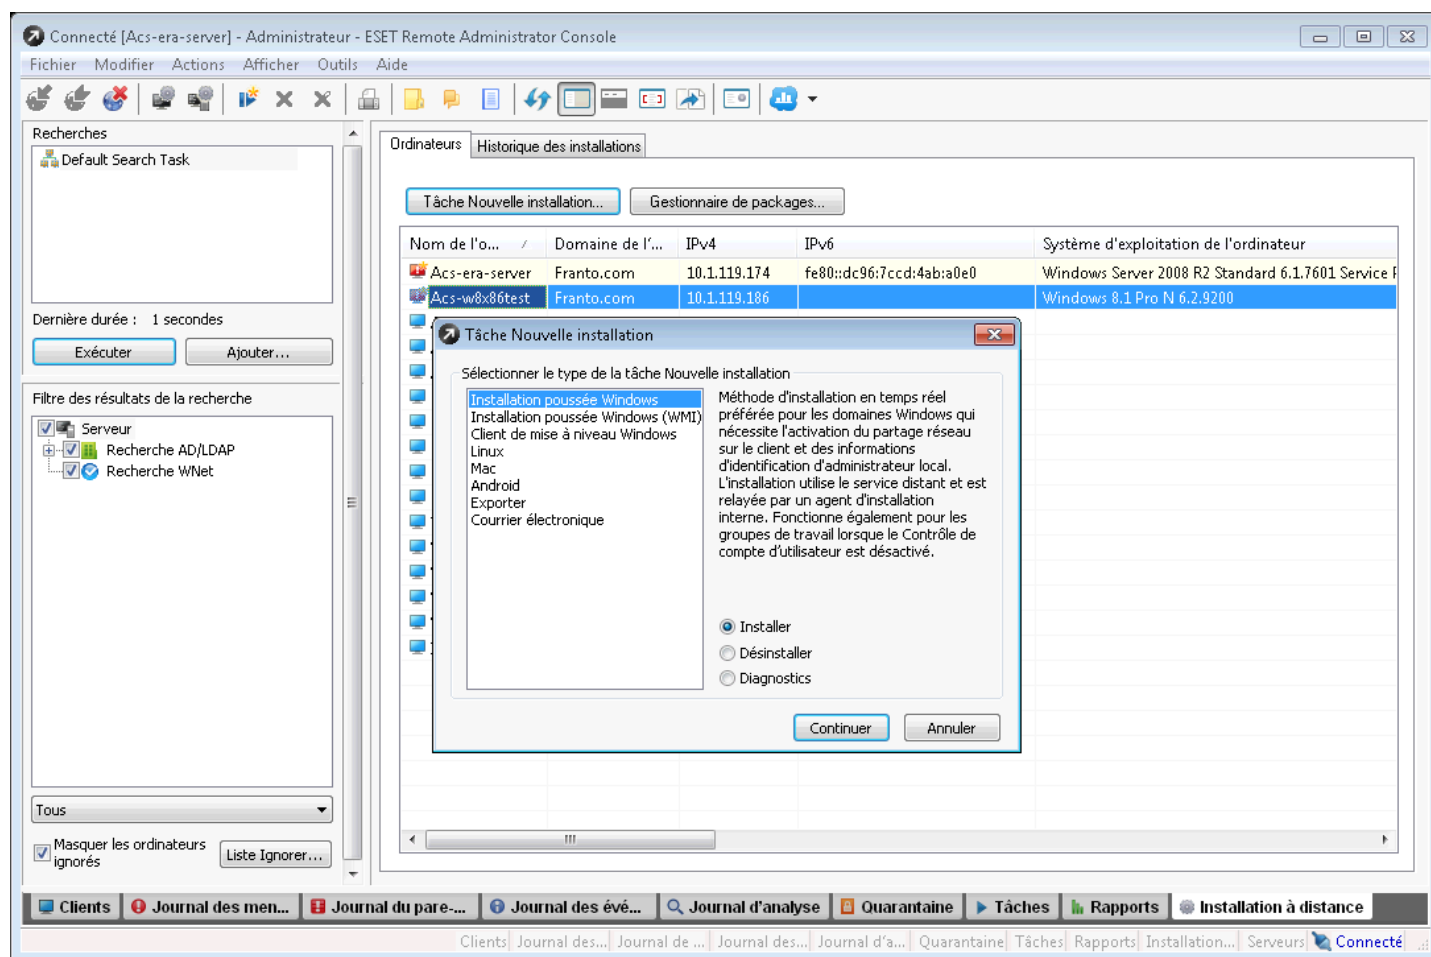 Connecté [Acs-era-server] - Administrateur - ESET Remote Administrator Console
Fichier Modifier Actions Afficher Outils Aide
Recherches
Default Search Task
Dernière durée : 1 secondes
Exécuter Ajouter...
Filtre des résultats de la recherche
Serveur
Recherche AD/LDAP
Recherche WNet
Tous
Masquer les ordinateurs
ignorés
Liste Ignorer...
Ordinateurs Historique des installations
Tâche Nouvelle installation... Gestionnaire de packages...
Nom de l'o... Domaine de l'... IPv4 IPv6 Système d'exploitation de l'ordinateur
Acs-era-server Franto.com 10.1.119.174 fe80::dc96:7ccd:4ab:a0e0 Windows Server 2008 R2 Standard 6.1.7601 Service
Acs-w8x86test Franto.com 10.1.119.186 Windows 8.1 Pro N 6.2.9200
Tâche Nouvelle installation
Sélectionner le type de la tâche Nouvelle installation
Installation poussée Windows
Installation poussée Windows (WMI)
Client de mise à niveau Windows
Linux
Mac
Android
Exporter
Courrier électronique
Méthode d'installation en temps réel
préférée pour les domaines Windows qui
nécessite l'activation du partage réseau
sur le client et des informations
d'identification d'administrateur local.
L'installation utilise le service distant et est
relayée par un agent d'installation
interne. Fonctionne également pour les
groupes de travail lorsque le Contrôle de
compte d'utilisateur est désactivé.
Installer
Désinstaller
Diagnostics
Continuer Annuler
Clients Journal des men... Journal du pare-... Journal des évé... Journal d'analyse Quarantaine Tâches Rapports Installation à distance
Clients Journal des... Journal de ... Journal des... Journal d'a... Quarantaine Tâches Rapports Installation... Serveurs Connecté